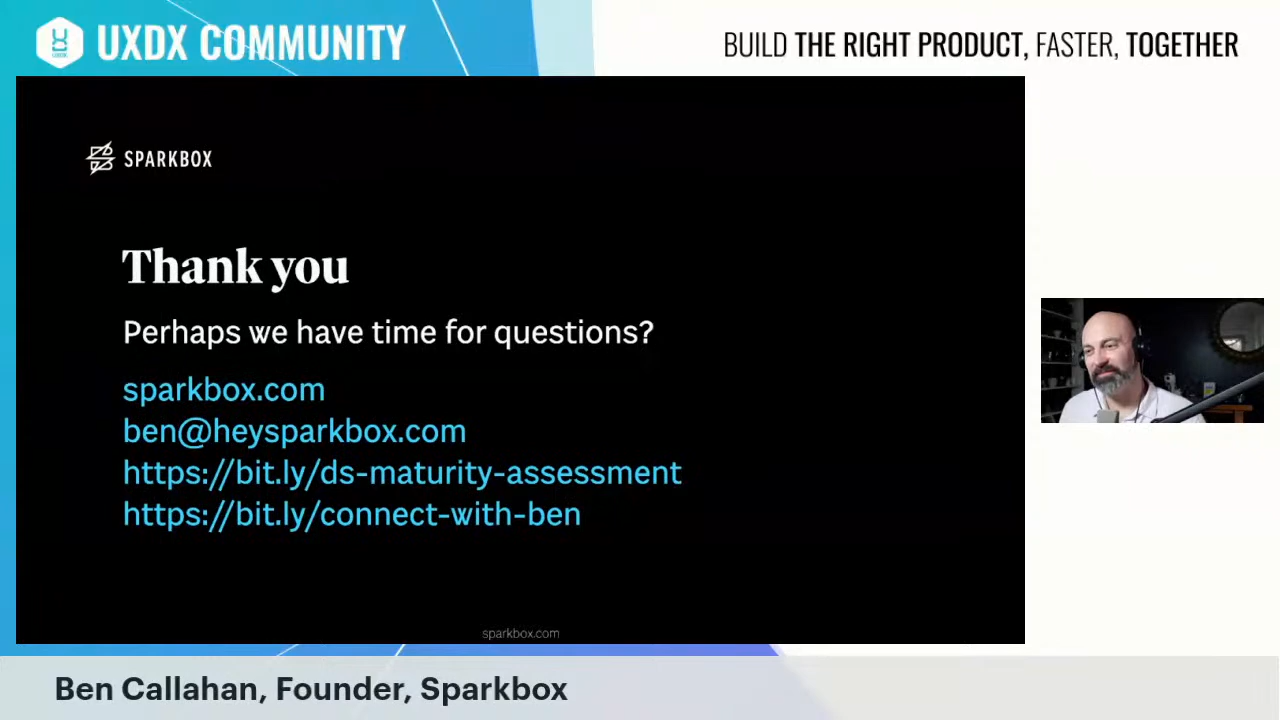 UXDX COMMUNITY
BUILD THE RIGHT PRODUCT, FASTER, TOGETHER
SPARKBOX
Thank you
Perhaps we have time for questions?
sparkbox.com
ben@heysparkbox.com
https://bit.ly/ds-maturity-assessment
https://bit.ly/connect-with-ben
sparkbox.com
Ben Callahan, Founder, Sparkbox